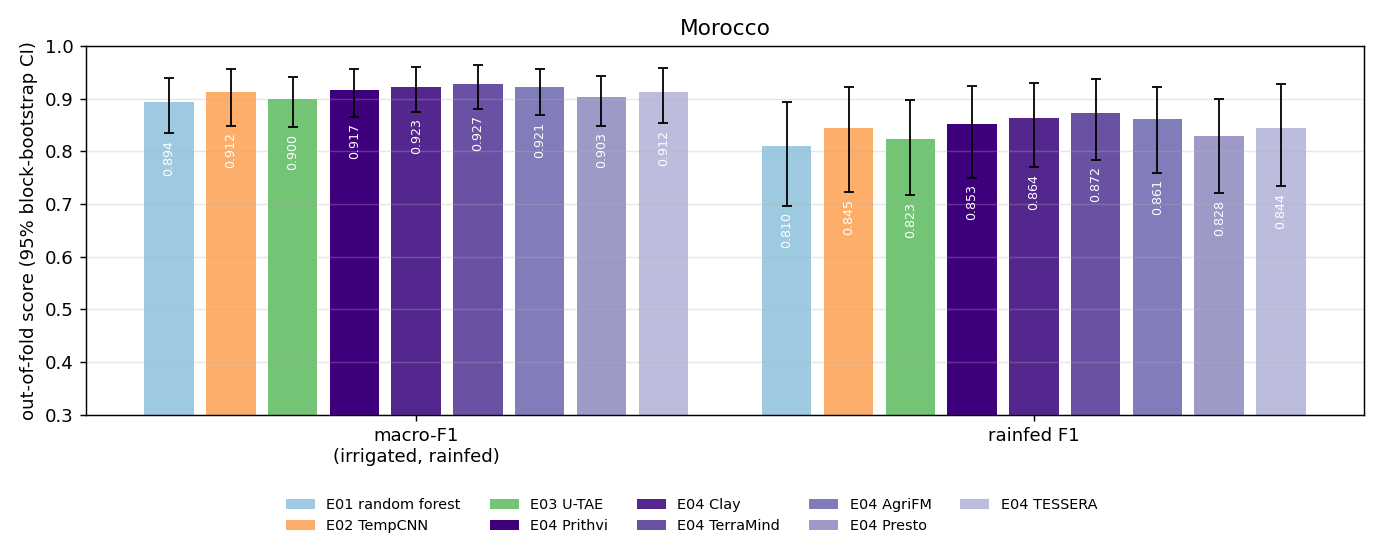 Morocco
out-of-fold score (95% block-bootstrap CI)
1.0
0.9
0.8
0.7
0.6
0.5
0.4
0.3
0.894
0.912
0.900
0.917
0.923
0.927
0.921
0.903
0.912
0.810
0.845
0.823
0.853
0.864
0.872
0.861
0.828
0.844
macro-F1
(irrigated, rainfed)
rainfed F1
E01 random forest
E02 TempCNN
E03 U-TAE
E04 Prithvi
E04 Clay
E04 TerraMind
E04 AgriFM
E04 Presto
E04 TESSERA